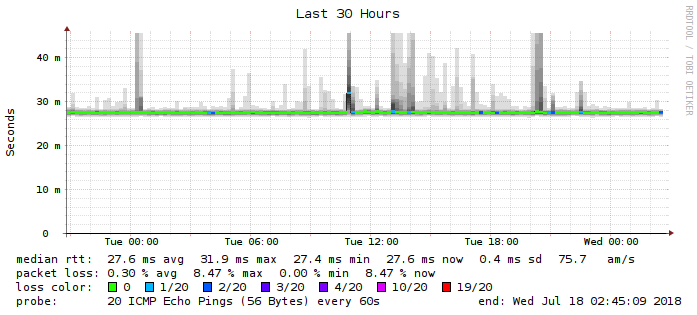 Last 30 Hours
RRDTOOL / TOBI OETIKER
Seconds
40 m
30 m
20 m
10 m
0
Tue 00:00 Tue 06:00 Tue 12:00 Tue 18:00 Wed 00:00
median rtt: 27.6 ms avg 31.9 ms max 27.4 ms min 27.6 ms now 0.4 ms sd 75.7 am/s
packet loss: 0.30 % avg 8.47 % max 0.00 % min 8.47 % now
loss color: 0 1/20 2/20 3/20 4/20 10/20 19/20
probe: 20 ICMP Echo Pings (56 Bytes) every 60s end: Wed Jul 18 02:45:09 2018